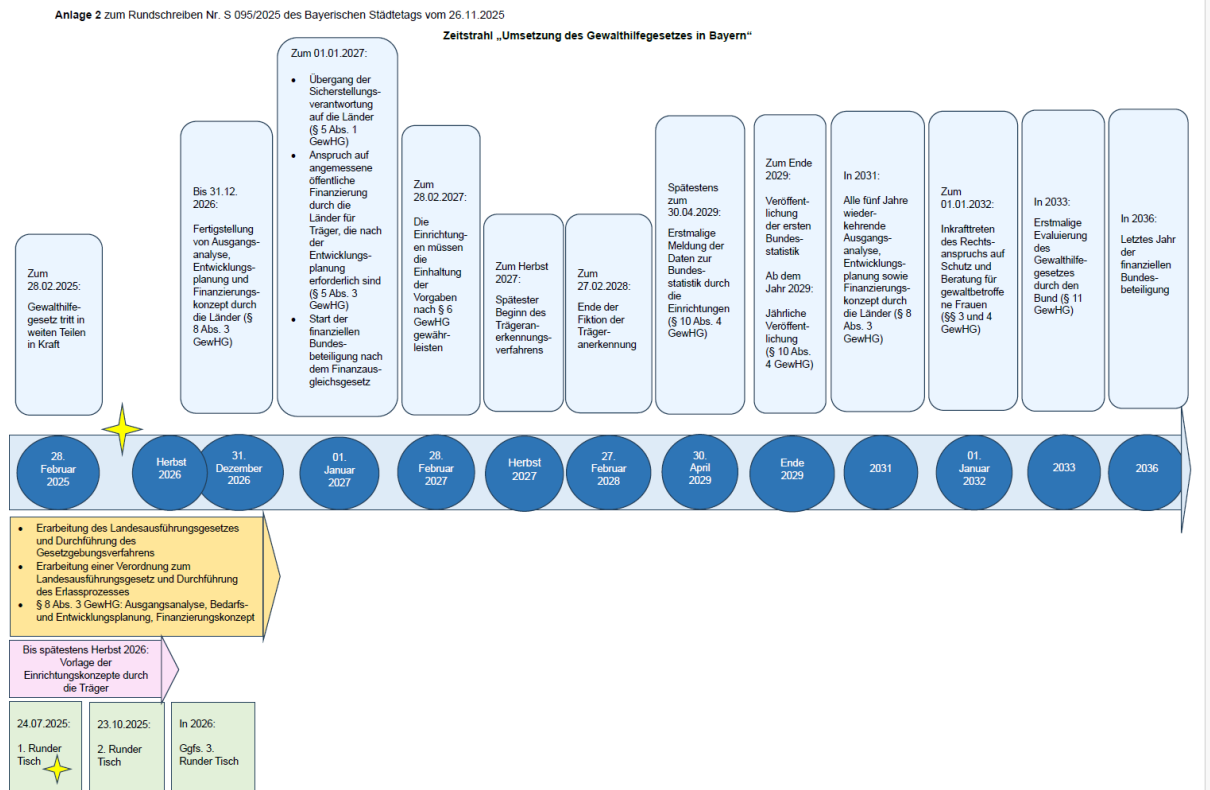 Anlage 2 zum Rundschreiben Nr. S 095/2025 des Bayerischen Städtetags vom 26.11.2025
Zeitstrahl „Umsetzung des Gewalthilfegesetzes in Bayern“
Zum
28.02.2025:
Gewalthilfe-
gesetz tritt in
weiten Teilen
in Kraft
Bis 31.12.
2026:
Fertigstellung
von Ausgangs-
analyse,
Entwicklungs-
planung und
Finanzierungs-
konzept durch
die Länder (§
8 Abs. 3
GewHG)
Zum 01.01.2027:
• Übergang der
Sicherstellungs-
verantwortung
auf die Länder
(§ 5 Abs. 1
GewHG)
• Anspruch auf
angemessene
öffentliche
Finanzierung
durch die
Länder für
Träger, die nach
der
Entwicklungs-
planung
erforderlich sind
(§ 5 Abs. 3
GewHG)
• Start der
finanziellen
Bundes-
beteiligung nach
dem Finanzaus-
gleichsgesetz
Zum
28.02.2027:
Die
Einrichtung-
en müssen
die
Einhaltung
der
Vorgaben
nach § 6
GewHG
gewähr-
leisten
Zum Herbst
2027:
Spätester
Beginn des
Trägeran-
erkennungs-
verfahrens
Zum
27.02.2028:
Ende der
Fiktion der
Träger-
anerkennung
Spätestens
zum
30.04.2029:
Erstmalige
Meldung der
Daten zur
Bundes-
statistik durch
die
Einrichtungen
(§ 10 Abs. 4
GewHG)
Zum Ende
2029:
Veröffent-
lichung
der ersten
Bundes-
statistik
Ab dem
Jahr 2029:
Jährliche
Veröffent-
lichung
(§ 10 Abs.
4 GewHG)
In 2031:
Alle fünf Jahre
wieder-
kehrende
Ausgangs-
analyse,
Entwicklungs-
planung sowie
Finanzierungs-
konzept durch
die Länder (§ 8
Abs. 3
GewHG)
Zum
01.01.2032:
Inkrafttreten
des Rechts-
anspruchs auf
Schutz und
Beratung für
gewaltbetroffe
ne Frauen
(§§ 3 und 4
GewHG)
In 2033:
Erstmalige
Evaluierung
des
Gewalthilfe-
gesetzes
durch den
Bund (§ 11
GewHG)
In 2036:
Letztes Jahr
der
finanziellen
Bundes-
beteiligung
28.
Februar
2025
Herbst
2026
31.
Dezember
2026
01.
Januar
2027
28.
Februar
2027
Herbst
2027
27.
Februar
2028
30.
April
2029
Ende
2029
2031
01.
Januar
2032
2033
2036
• Erarbeitung des Landesausführungsgesetzes
und Durchführung des
Gesetzgebungsverfahrens
• Erarbeitung einer Verordnung zum
Landesausführungsgesetz und Durchführung
des Erlassprozesses
• § 8 Abs. 3 GewHG: Ausgangsanalyse, Bedarfs-
und Entwicklungsplanung, Finanzierungskonzept
Bis spätestens Herbst 2026:
Vorlage der
Einrichtungskonzepte durch
die Träger
24.07.2025:
1. Runder
Tisch
23.10.2025:
2. Runder
Tisch
In 2026:
Ggfs. 3.
Runder Tisch